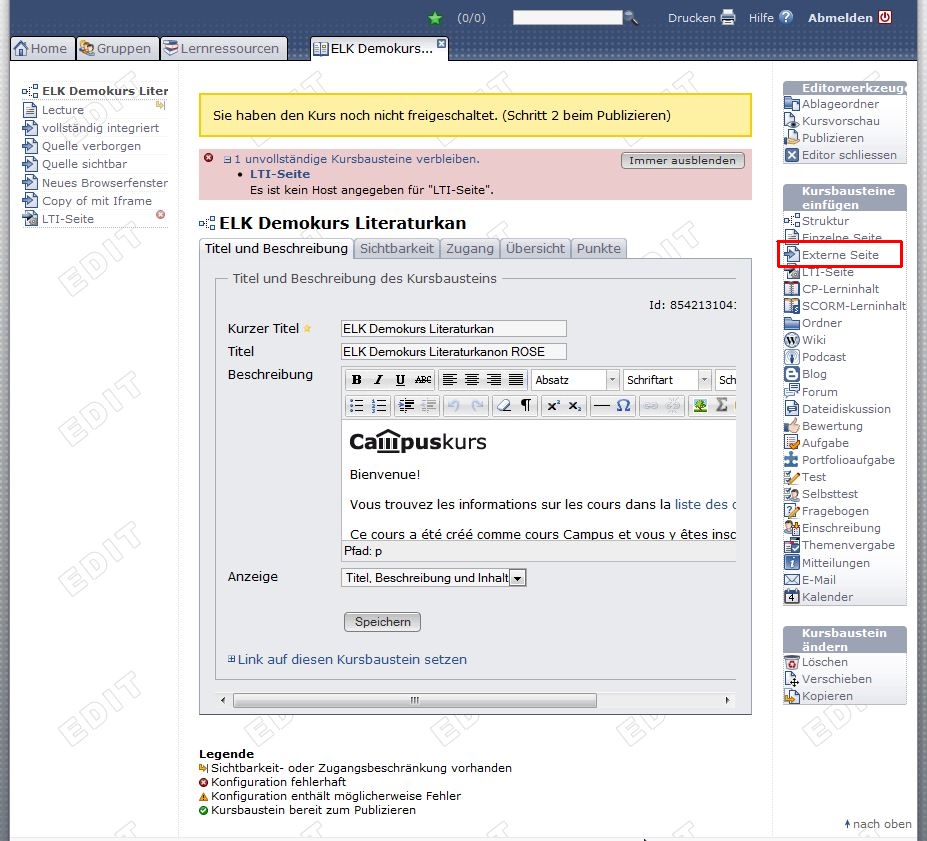 (0/0)
Drucken
Hilfe
Abmelden
Home
Gruppen
Lernressourcen
ELK Demokurs...
ELK Demokurs Liter
Lecture
vollständig integriert
Quelle verborgen
Quelle sichtbar
Neues Browserfenster
Copy of mit Iframe
LTI-Seite
Sie haben den Kurs noch nicht freigeschaltet. (Schritt 2 beim Publizieren)
1 unvollständige Kursbausteine verbleiben.
Immer ausblenden
LTI-Seite
Es ist kein Host angegeben für "LTI-Seite".
ELK Demokurs Literaturkan
Titel und Beschreibung
Sichtbarkeit
Zugang
Übersicht
Punkte
Titel und Beschreibung des Kursbausteins
Id: 8542131041
Kurzer Titel
ELK Demokurs Literaturkan
Titel
ELK Demokurs Literaturkanon ROSE
Beschreibung
B I U ABC
Absatz
Schriftart
Sch
Campuskurs
Bienvenue!
Vous trouvez les informations sur les cours dans la liste des c
Ce cours a été créé comme cours Campus et vous y êtes insc
Pfad: p
Anzeige
Titel, Beschreibung und Inhalt
Speichern
Link auf diesen Kursbaustein setzen
Legende
Sichtbarkeit- oder Zugangsbeschränkung vorhanden
Konfiguration fehlerhaft
Konfiguration enthält möglicherweise Fehler
Kursbaustein bereit zum Publizieren
Editorwerkzeuge
Ablageordner
Kursvorschau
Publizieren
Editor schliessen
Kursbausteine
einfügen
Struktur
Einzelne Seite
Externe Seite
LTI-Seite
CP-Lerninhalt
SCORM-Lerninhalt
Ordner
Wiki
Podcast
Blog
Forum
Dateidiskussion
Bewertung
Aufgabe
Portfolioaufgabe
Test
Selbsttest
Fragebogen
Einschreibung
Themenvergabe
Mitteilungen
E-Mail
Kalender
Kursbaustein
ändern
Löschen
Verschieben
Kopieren
nach oben
EDIT
EDIT
EDIT
EDIT
EDIT